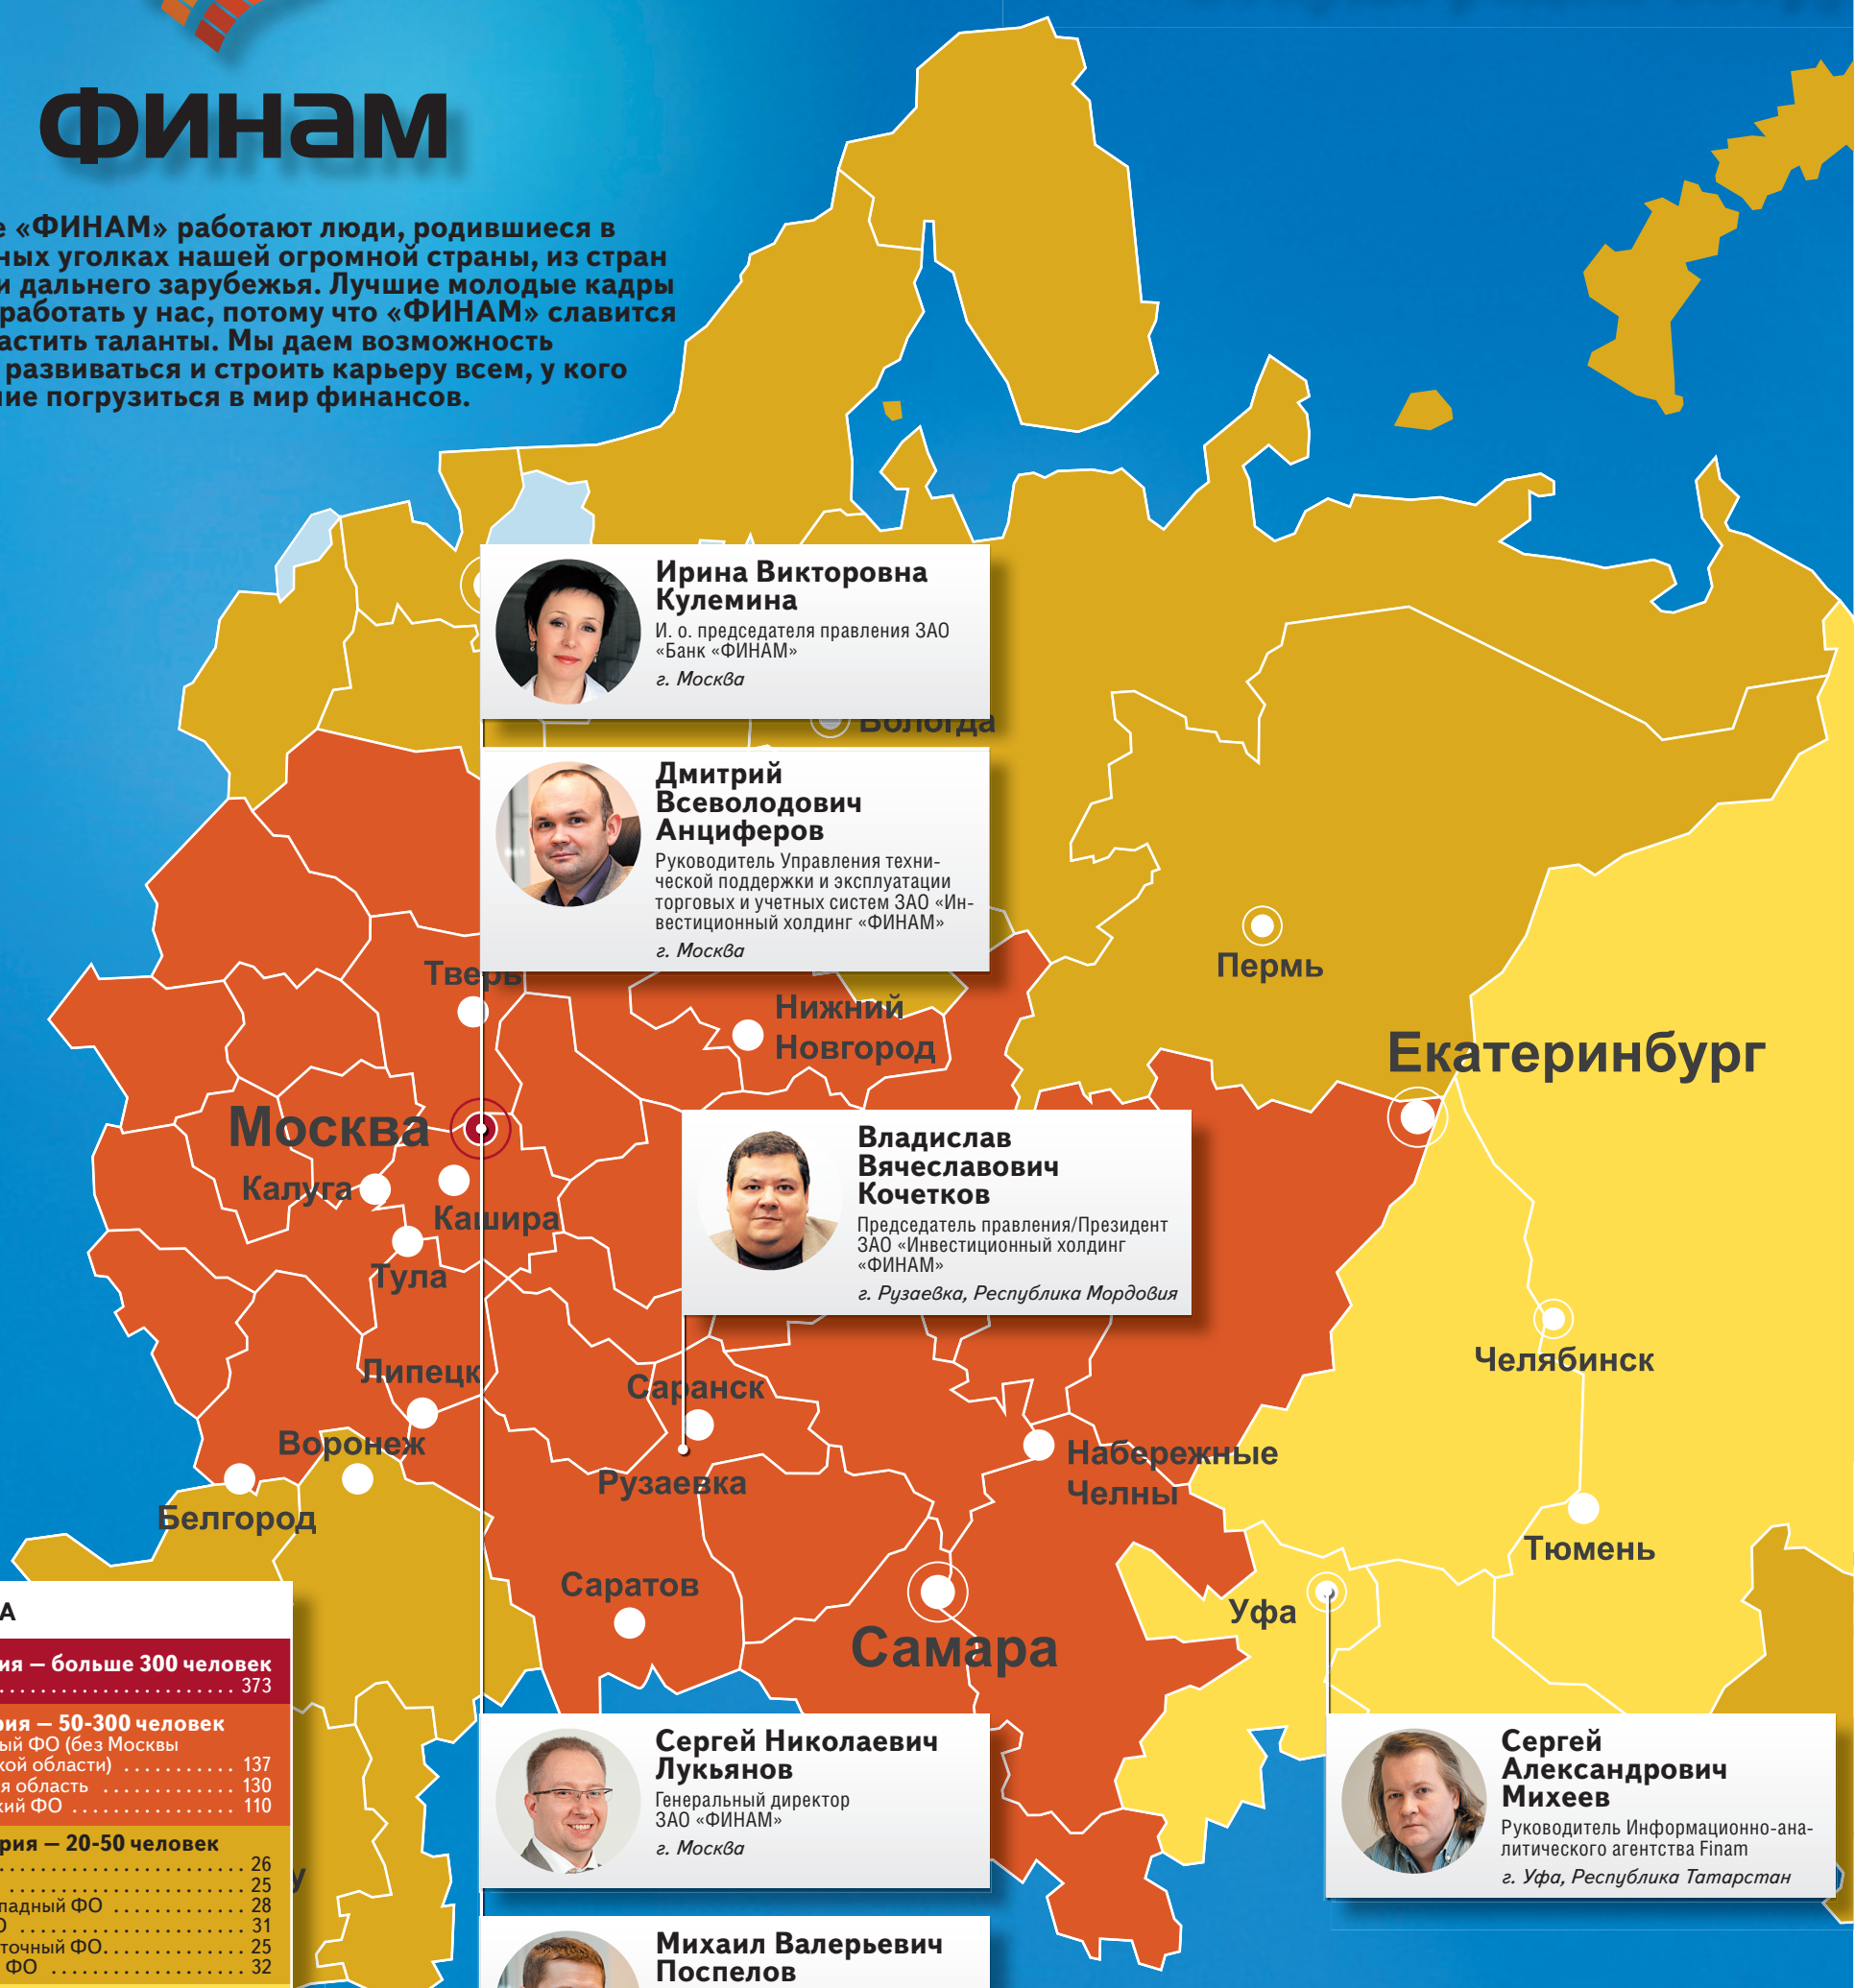 Финам
е «ФИНАМ» работают люди, родившиеся в
ных уголках нашей огромной страны, из стран
и дальнего зарубежья. Лучшие молодые кадры
работать у нас, потому что «ФИНАМ» славится
астить таланты. Мы даем возможность
развиваться и строить карьеру всем, у кого
ние погрузиться в мир финансов.
Ирина Викторовна
Кулемина
И. о. председателя правления ЗАО
«Банк «ФИНАМ»
г. Москва
Вологда
Дмитрий
Всеволодович
Анциферов
Руководитель Управления техни-
ческой поддержки и эксплуатации
торговых и учетных систем ЗАО «Ин-
вестиционный холдинг «ФИНАМ»
г. Москва
Тверь
Пермь
Нижний
Новгород
Екатеринбург
Москва
Калуга
Кашира
Тула
Владислав
Вячеславович
Кочетков
Председатель правления/Президент
ЗАО «Инвестиционный холдинг
«ФИНАМ»
г. Рузаевка, Республика Мордовия
Челябинск
Липецк
Саранск
Воронеж
Набережные
Челны
Рузаевка
Белгород
Тюмень
Саратов
Уфа
Самара
А
ия — больше 300 человек
373
рия — 50-300 человек
ый ФО (без Москвы
кой области) 137
я область 130
кий ФО 110
рия — 20-50 человек
26
25
падный ФО 28
О 31
точный ФО 25
ФО 32
у
Сергей Николаевич
Лукьянов
Генеральный директор
ЗАО «ФИНАМ»
г. Москва
Сергей
Александрович
Михеев
Руководитель Информационно-ана-
литического агентства Finam
г. Уфа, Республика Татарстан
Михаил Валерьевич
Поспелов